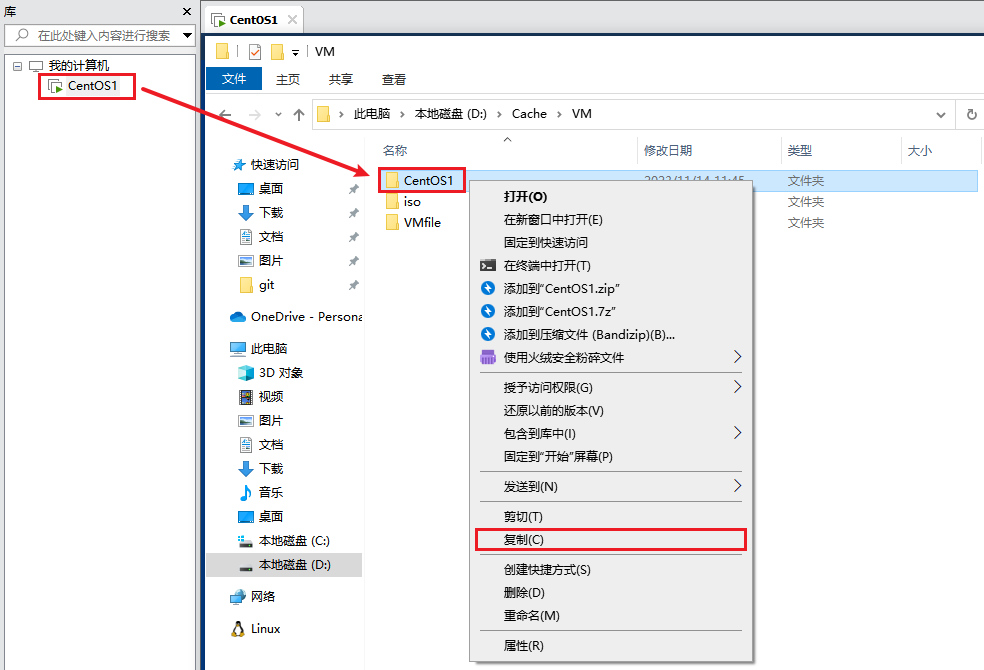 库
在此处键入内容进行搜索
我的计算机
CentOS1
CentOS1
VM
文件 主页 共享 查看
此电脑 本地磁盘 (D:) Cache VM
名称 修改日期 类型 大小
快速访问
桌面
下载
文档
图片
git
OneDrive - Persona
此电脑
3D 对象
视频
图片
文档
下载
音乐
桌面
本地磁盘 (C:)
本地磁盘 (D:)
网络
Linux
CentOS1 2023/11/14 11:45 文件夹
iso 文件夹
VMfile 文件夹
打开(O)
在新窗口中打开(E)
固定到快速访问
在终端中打开(T)
添加到“CentOS1.zip”
添加到“CentOS1.7z”
添加到压缩文件 (Bandizip)(B)...
使用火绒安全粉碎文件
授予访问权限(G)
还原以前的版本(V)
包含到库中(I)
固定到“开始”屏幕(P)
发送到(N)
剪切(T)
复制(C)
创建快捷方式(S)
删除(D)
重命名(M)
属性(R)